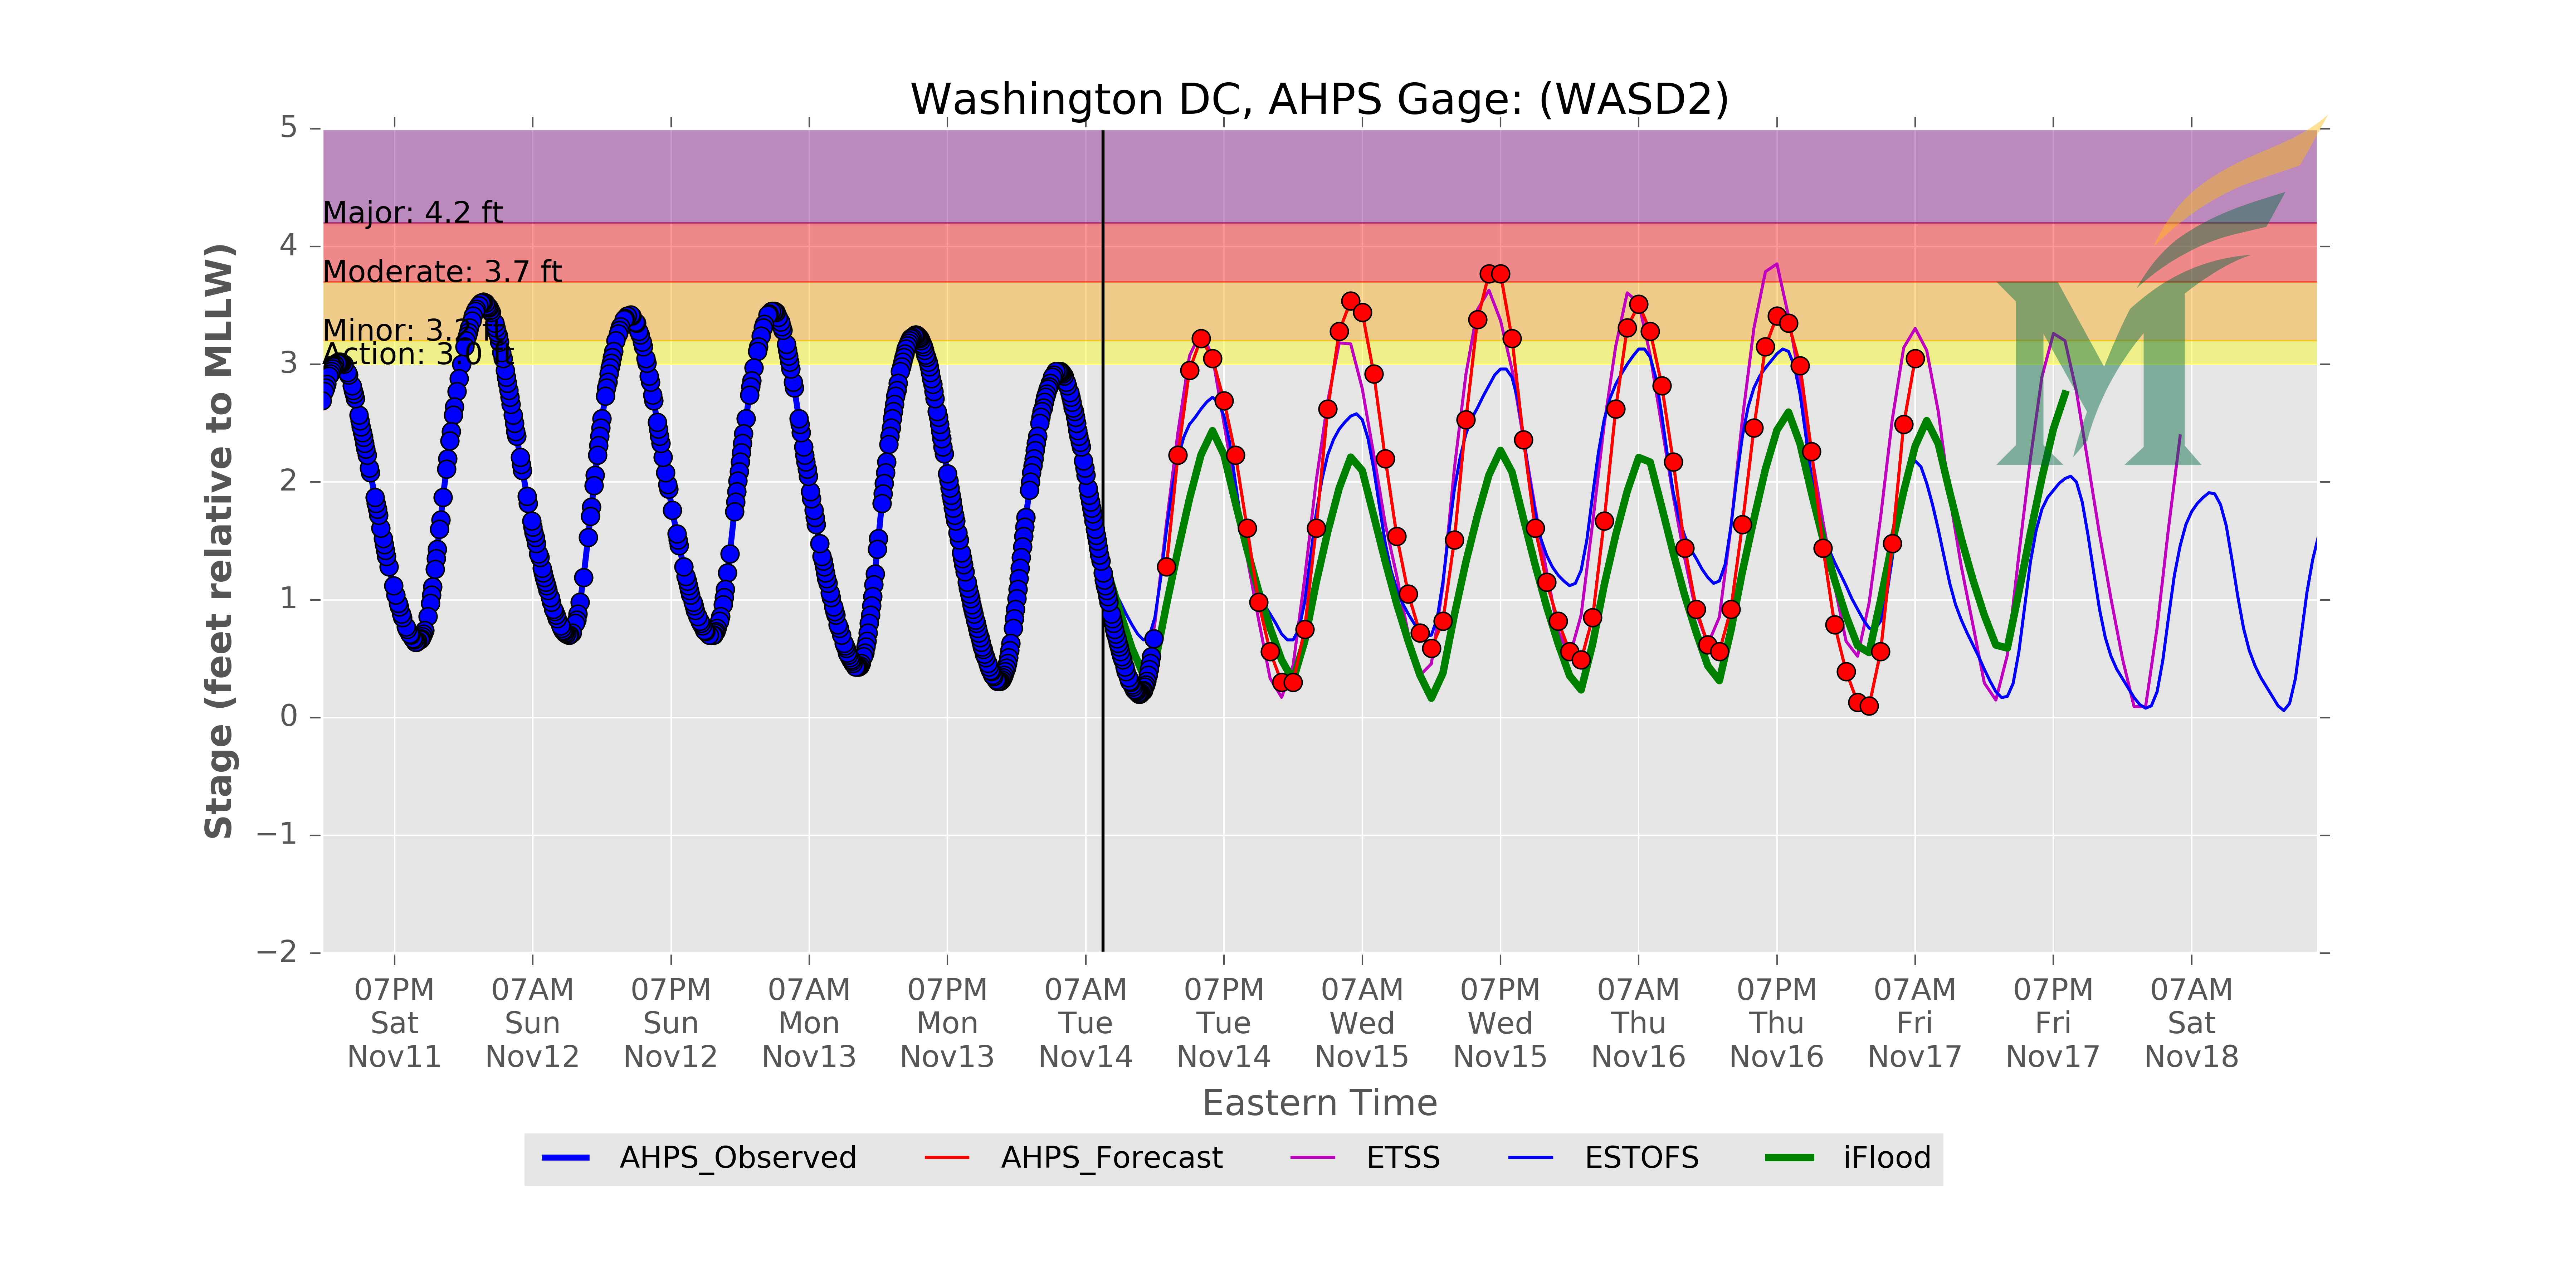 Washington DC, AHPS Gage: (WASD2)
5
4
3
2
1
0
−1
−2
Stage (feet relative to MLLW)
Major: 4.2 ft
Moderate: 3.7 ft
Minor: 3.2 ft
Action: 3.0 ft
07PM 07AM 07PM 07AM 07PM 07AM 07PM 07AM 07PM 07AM 07PM 07AM 07PM 07AM
Sat Sun Sun Mon Mon Tue Tue Wed Wed Thu Thu Fri Fri Sat
Nov11 Nov12 Nov12 Nov13 Nov13 Nov14 Nov14 Nov15 Nov15 Nov16 Nov16 Nov17 Nov17 Nov18
Eastern Time
AHPS_Observed AHPS_Forecast ETSS ESTOFS iFlood